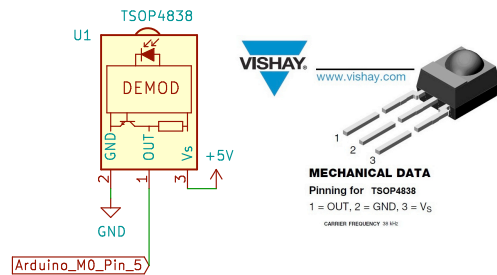 TSOP4838
U1
DEMOD
GND
OUT
Vs
2
1
3
+5V
GND
Arduino_M0_Pin_5
VISHAY®
www.vishay.com
1
2
3
MECHANICAL DATA
Pinning for TSOP4838
1 = OUT, 2 = GND, 3 = VS
CARRIER FREQUENCY 38 kHz